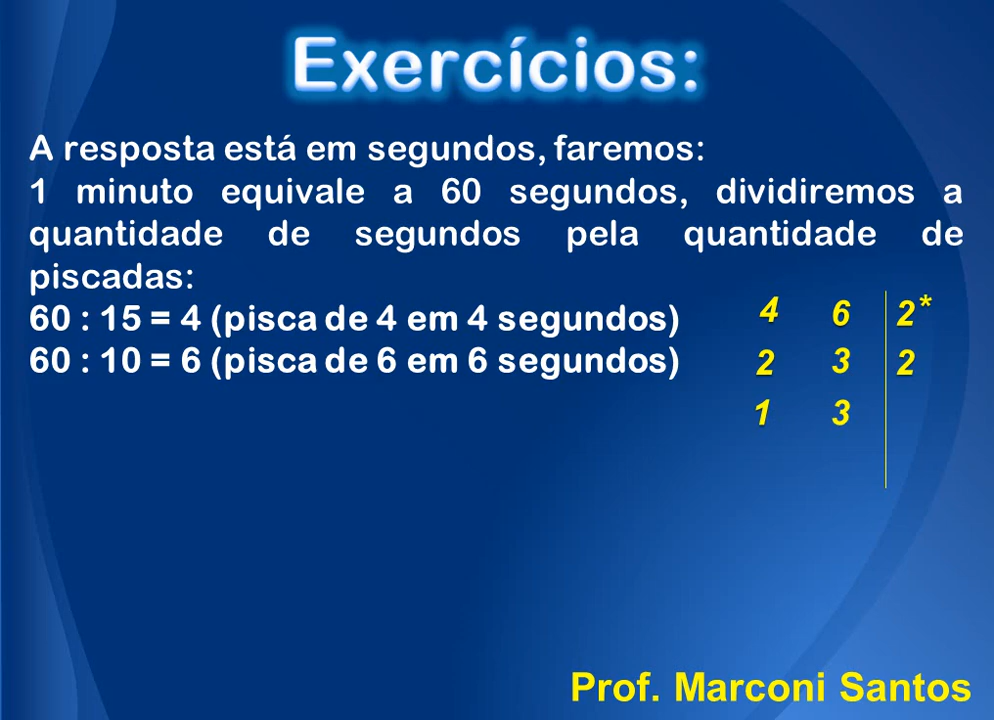 Exercícios:
A resposta está em segundos, faremos:
1 minuto equivale a 60 segundos, dividiremos a
quantidade de segundos pela quantidade de
piscadas:
60 : 15 = 4 (pisca de 4 em 4 segundos)
60 : 10 = 6 (pisca de 6 em 6 segundos)
4 6 2*
2 3 2
1 3
Prof. Marconi Santos